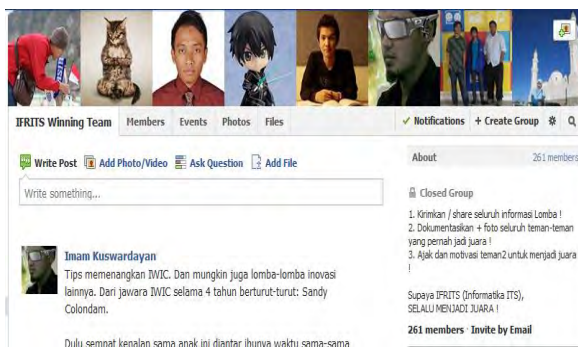 IFRITS Winning Team
Members
Events
Photos
Files
✓ Notifications
+ Create Group
Write Post
Add Photo/Video
Ask Question
Add File
Write something...
Imam Kuswardayan
Tips memenangkan IWIC. Dan mungkin juga lomba-lomba inovasi
lainnya. Dari jawara IWIC selama 4 tahun berturut-turut: Sandy
Colondam.
Dulu sempat kenalan sama anak ini diantar ibunya waktu sama-sama
About
261 members
Closed Group
1. Kirimkan / share seluruh informasi Lomba !
2. Dokumentasikan + foto seluruh teman-teman
yang pernah jadi juara !
3. Ajak dan motivasi teman2 untuk menjadi juara
!
Supaya IFRITS (Informatika ITS),
SELALU MENJADI JUARA !
261 members · Invite by Email